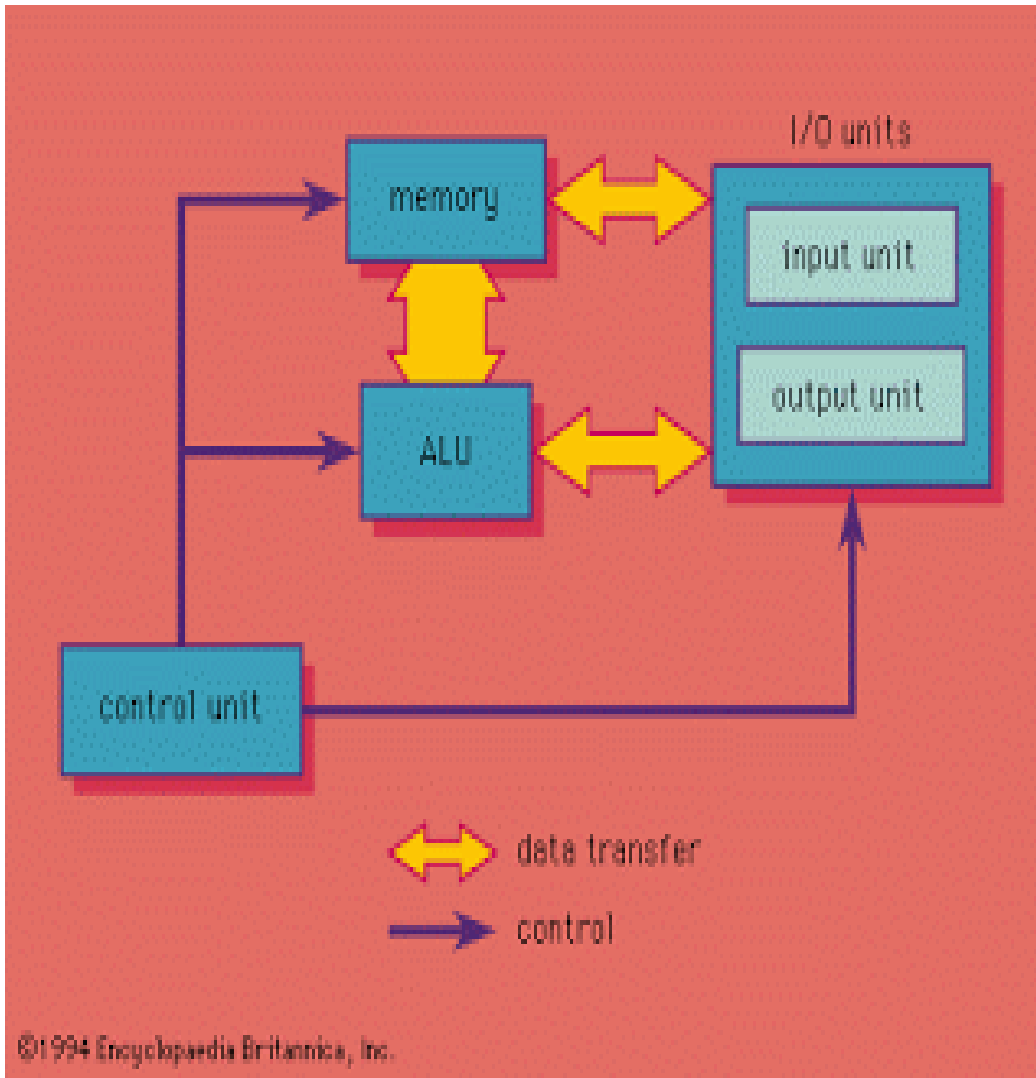 I/O units
memory
input unit
output unit
ALU
control unit
data transfer
control
©1994 Encyclopaedia Britannica, Inc.